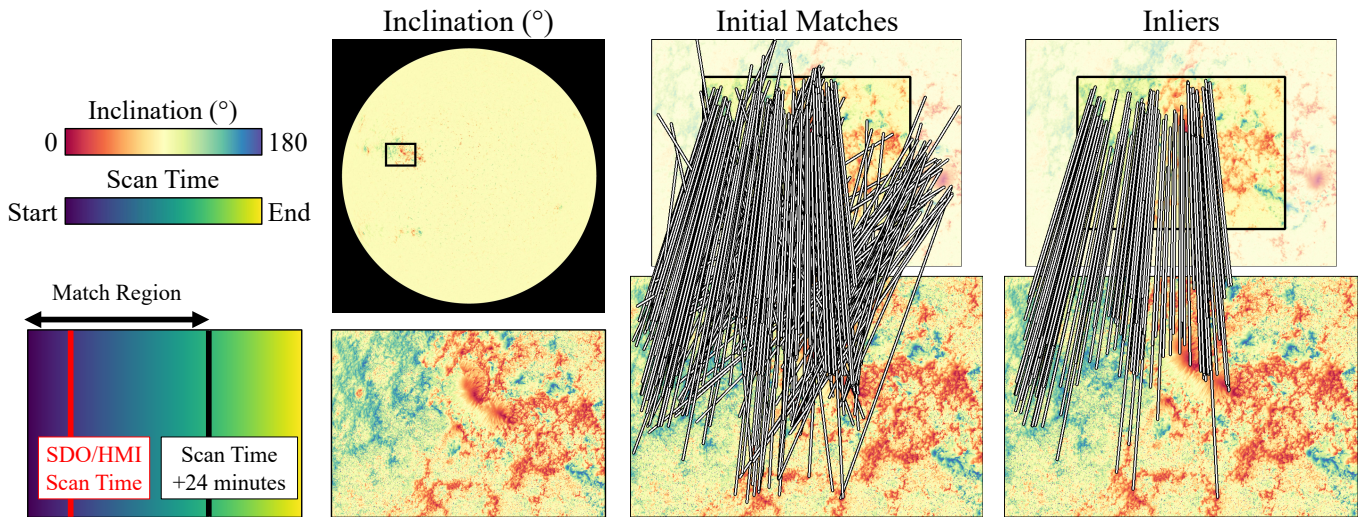 Inclination (°)
Initial Matches
Inliers
Inclination (°)
0
180
Scan Time
Start
End
Match Region
SDO/HMI
Scan Time
Scan Time
+24 minutes